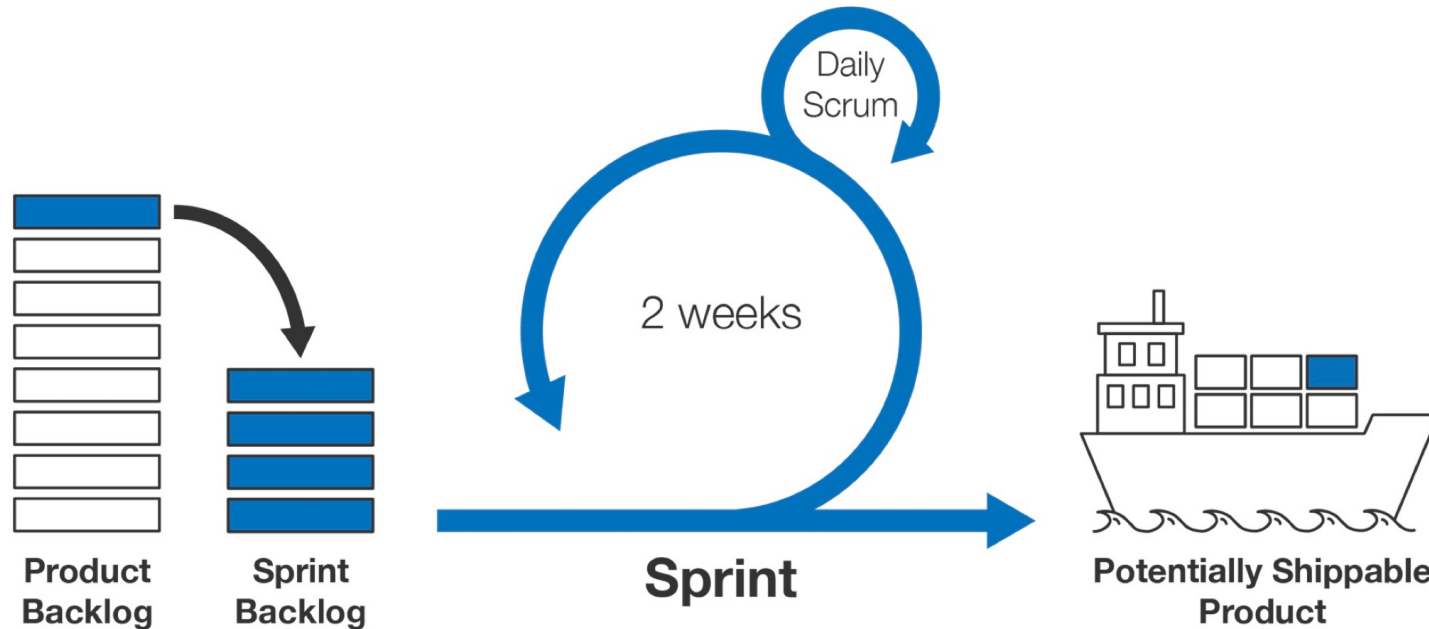 Daily
Scrum
2 weeks
Product
Backlog
Sprint
Backlog
Sprint
Potentially Shippable
Product